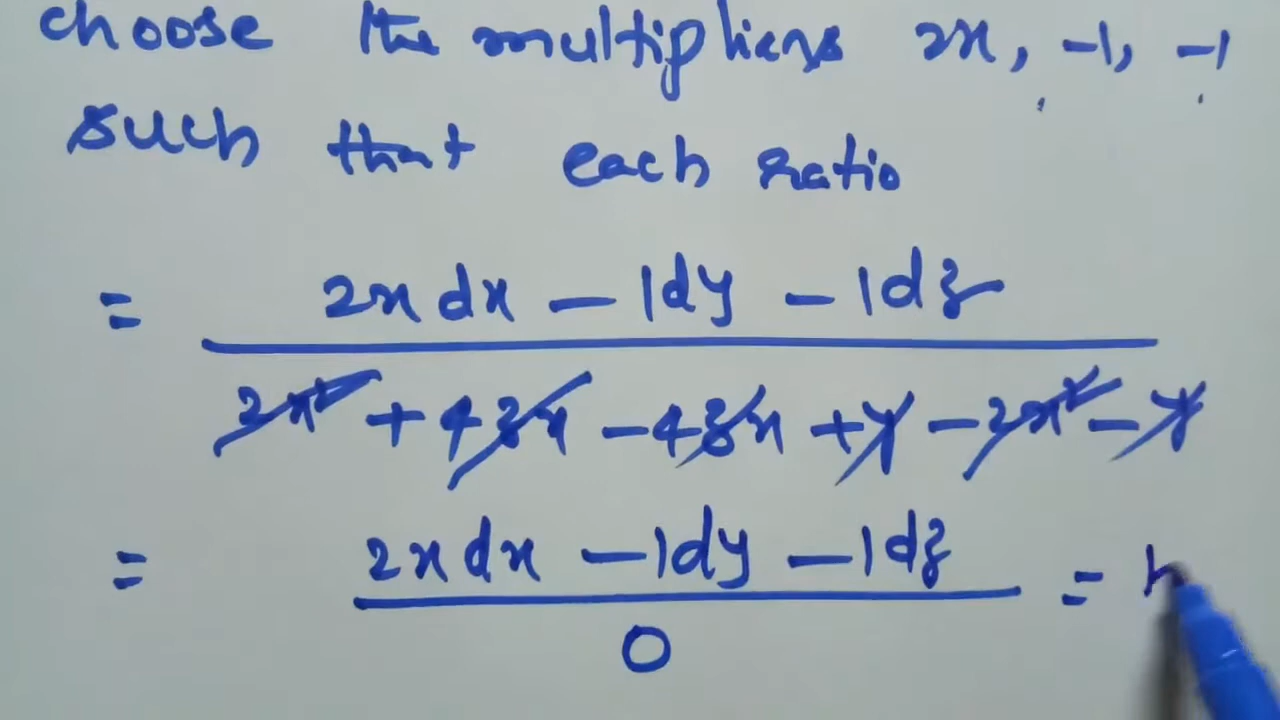 choose the multipliers 2x, -1, -1
such that each ratio
= 2x dx - 1dy - 1dz
2x² + 4zx - 4zx + y - 2x² - y
= 2x dx - 1dy - 1dz =
0